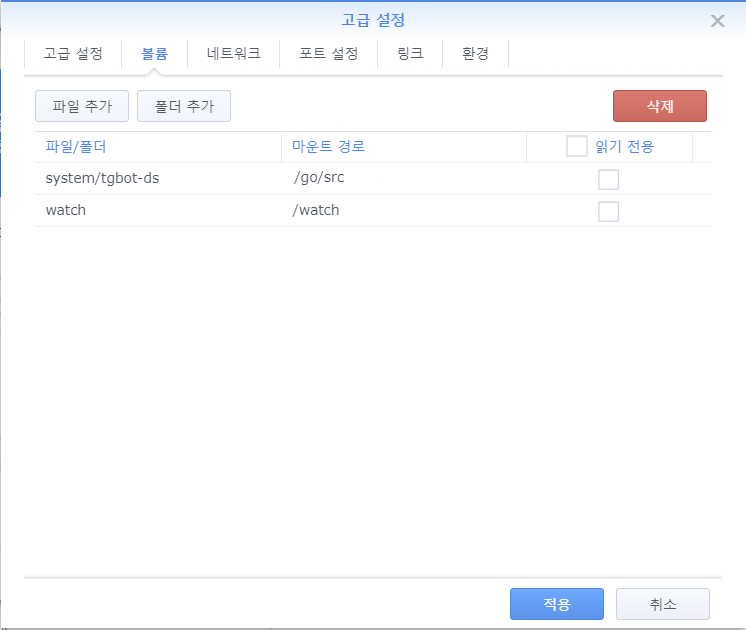 고급 설정
고급 설정 볼륨 네트워크 포트 설정 링크 환경
파일 추가 폴더 추가 삭제
파일/폴더 마운트 경로 읽기 전용
system/tgbot-ds /go/src
watch /watch
적용 취소